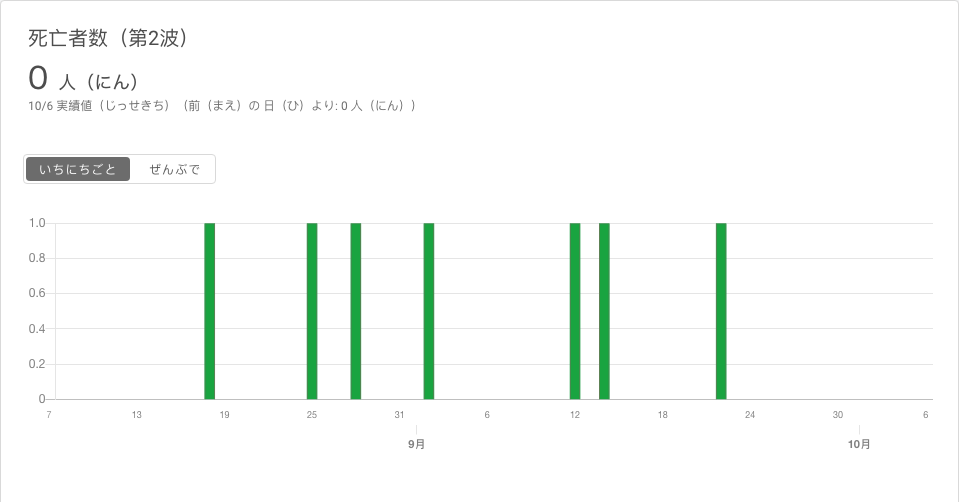 死亡者数（第2波）
0 人（にん）
10/6 実績値（じっせきち）（前（まえ）の 日（ひ）より: 0 人（にん））
いちにちごと ぜんぶで
1.0
0.8
0.6
0.4
0.2
0
7 13 19 25 31 6 12 18 24 30 6
9月 10月